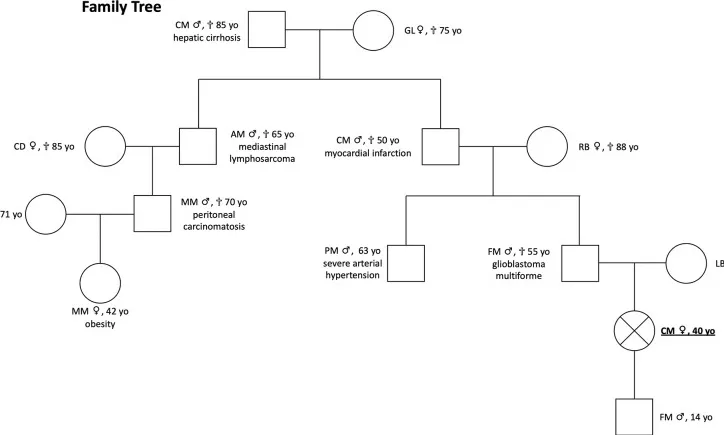 Family Tree
CM ♂, † 85 yo
hepatic cirrhosis
GL ♀, † 75 yo
CD ♀, † 85 yo
AM ♂, † 65 yo
mediastinal
lymphosarcoma
CM ♂, † 50 yo
myocardial infarction
RB ♀, † 88 yo
71 yo
MM ♂, † 70 yo
peritoneal
carcinomatosis
PM ♂, 63 yo
severe arterial
hypertension
FM ♂, † 55 yo
glioblastoma
multiforme
LB
MM ♀, 42 yo
obesity
CM ♀, 40 yo
FM ♂, 14 yo